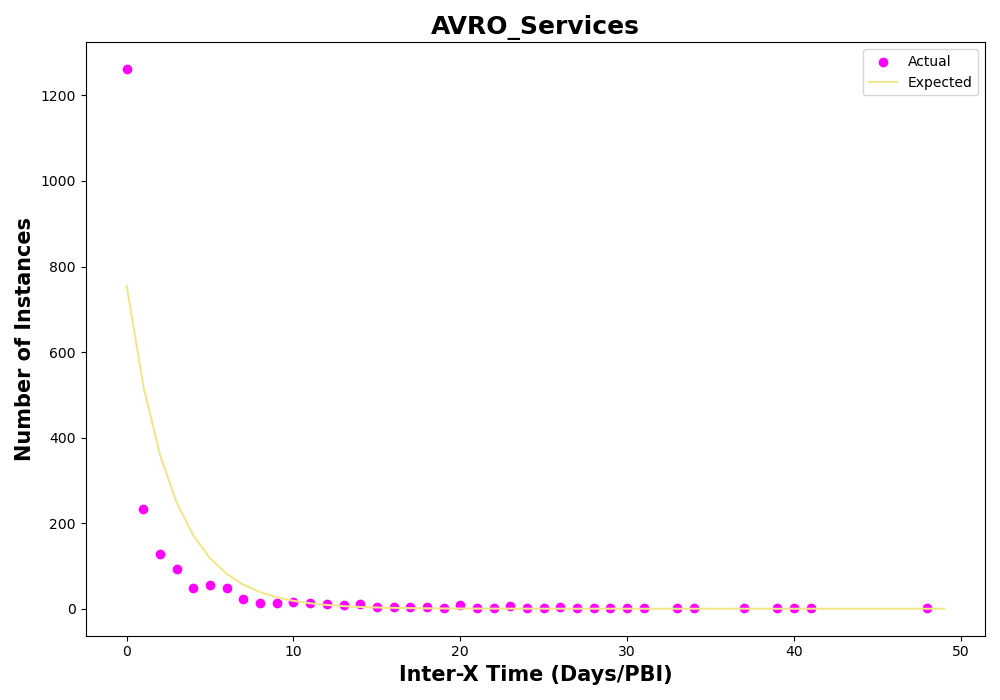 AVRO_Services
Actual
Expected
1200
1000
800
600
400
200
0
Number of Instances
0 10 20 30 40 50
Inter-X Time (Days/PBI)